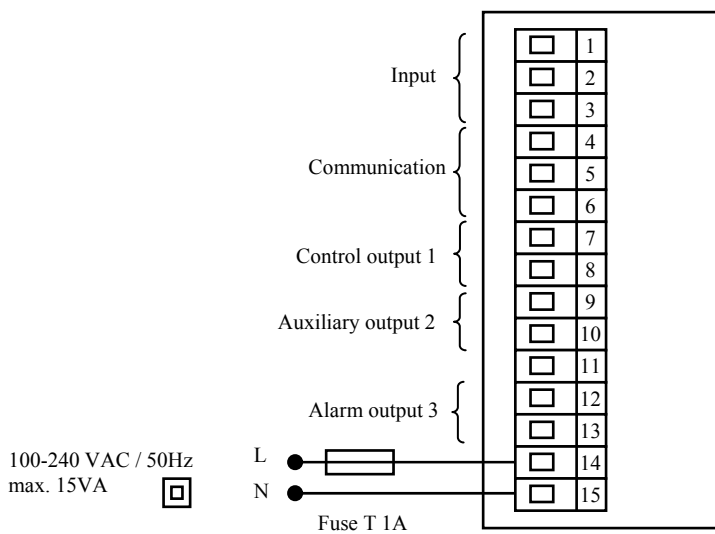 1
Input
2
3
4
Communication
5
6
7
Control output 1
8
9
Auxiliary output 2
10
11
12
Alarm output 3
13
100-240 VAC / 50Hz
max. 15VA
L
14
N
15
Fuse T 1A